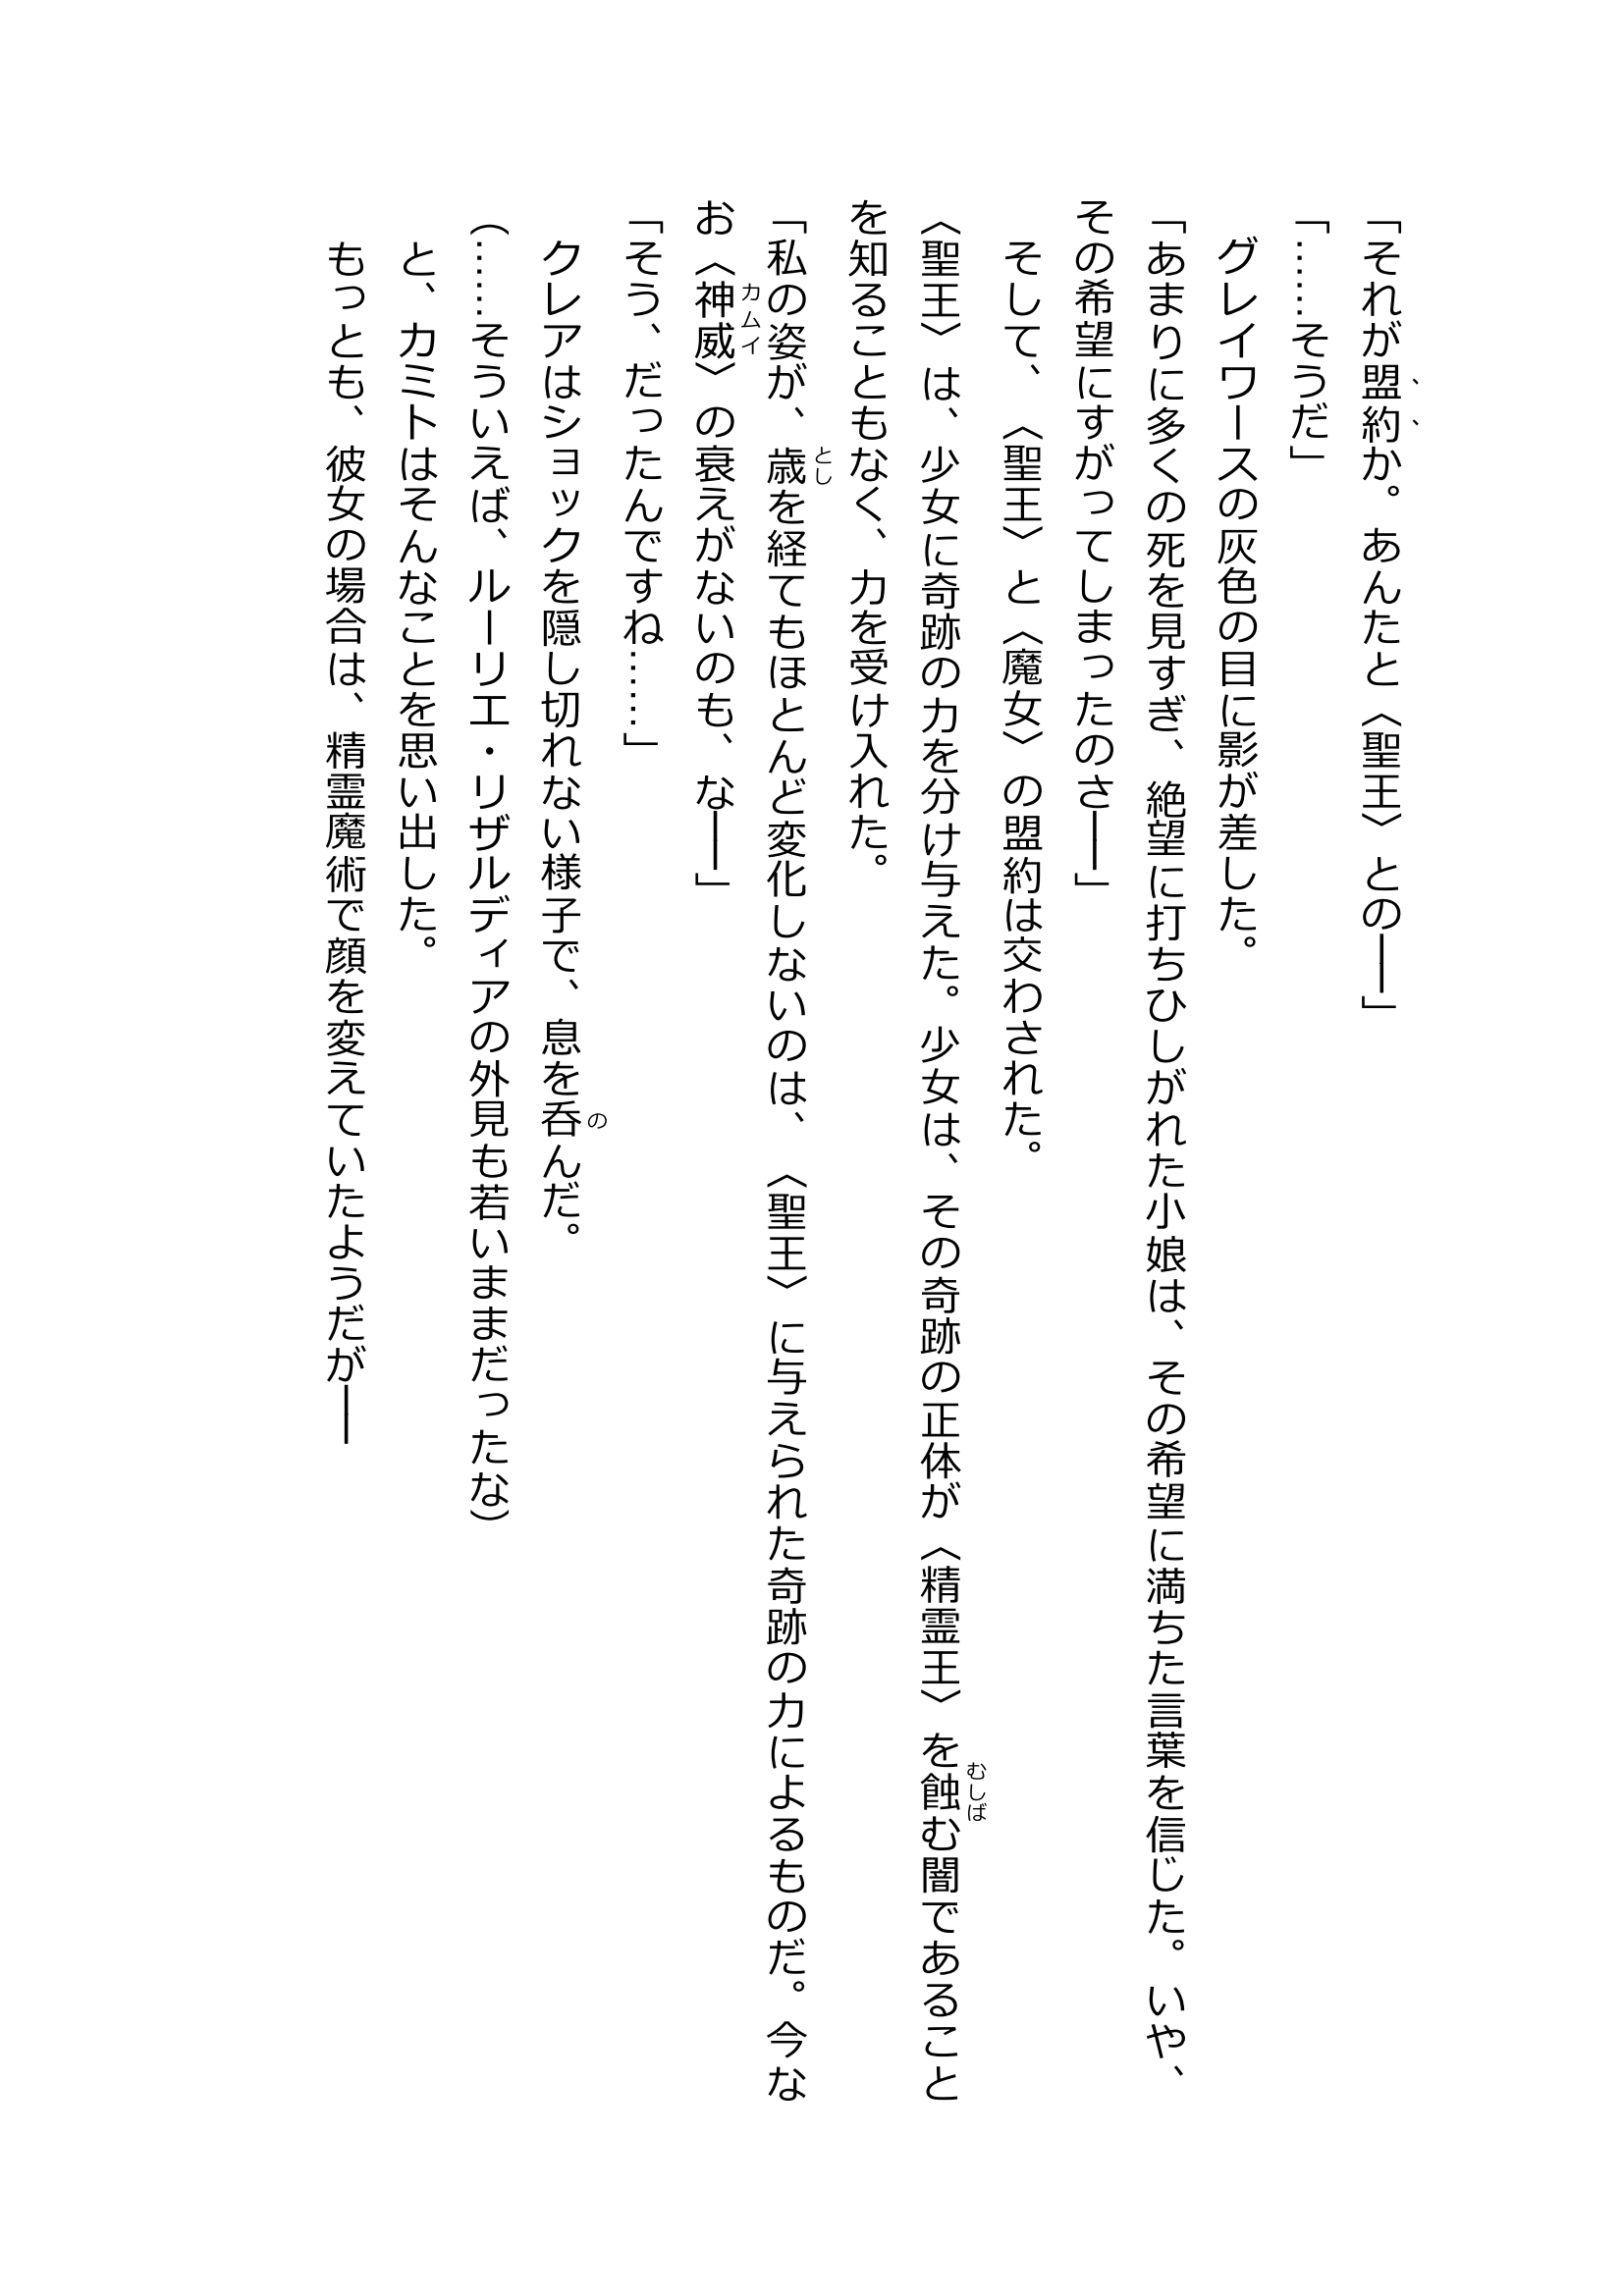 「それが盟約か。あんたと〈聖王〉との――」
「……そうだ」
　グレイワースの灰色の目に影が差した。
「あまりに多くの死を見すぎ、絶望に打ちひしがれた小娘は、その希望に満ちた言葉を信じた。いや、
その希望にすがってしまったのさ――」
　そして、〈聖王〉と〈魔女〉の盟約は交わされた。
〈聖王〉は、少女に奇跡の力を分け与えた。少女は、その奇跡の正体が〈精霊王〉を蝕む闇であること
を知ることもなく、力を受け入れた。
「私の姿が、歳を経てもほとんど変化しないのは、〈聖王〉に与えられた奇跡の力によるものだ。今な
お〈神威〉の衰えがないのも、な――」
「そう、だったんですね……」
　クレアはショックを隠し切れない様子で、息を呑んだ。
（……そういえば、ルーリエ・リザルディアの外見も若いままだったな）
　と、カミトはそんなことを思い出した。
　もっとも、彼女の場合は、精霊魔術で顔を変えていたようだが――